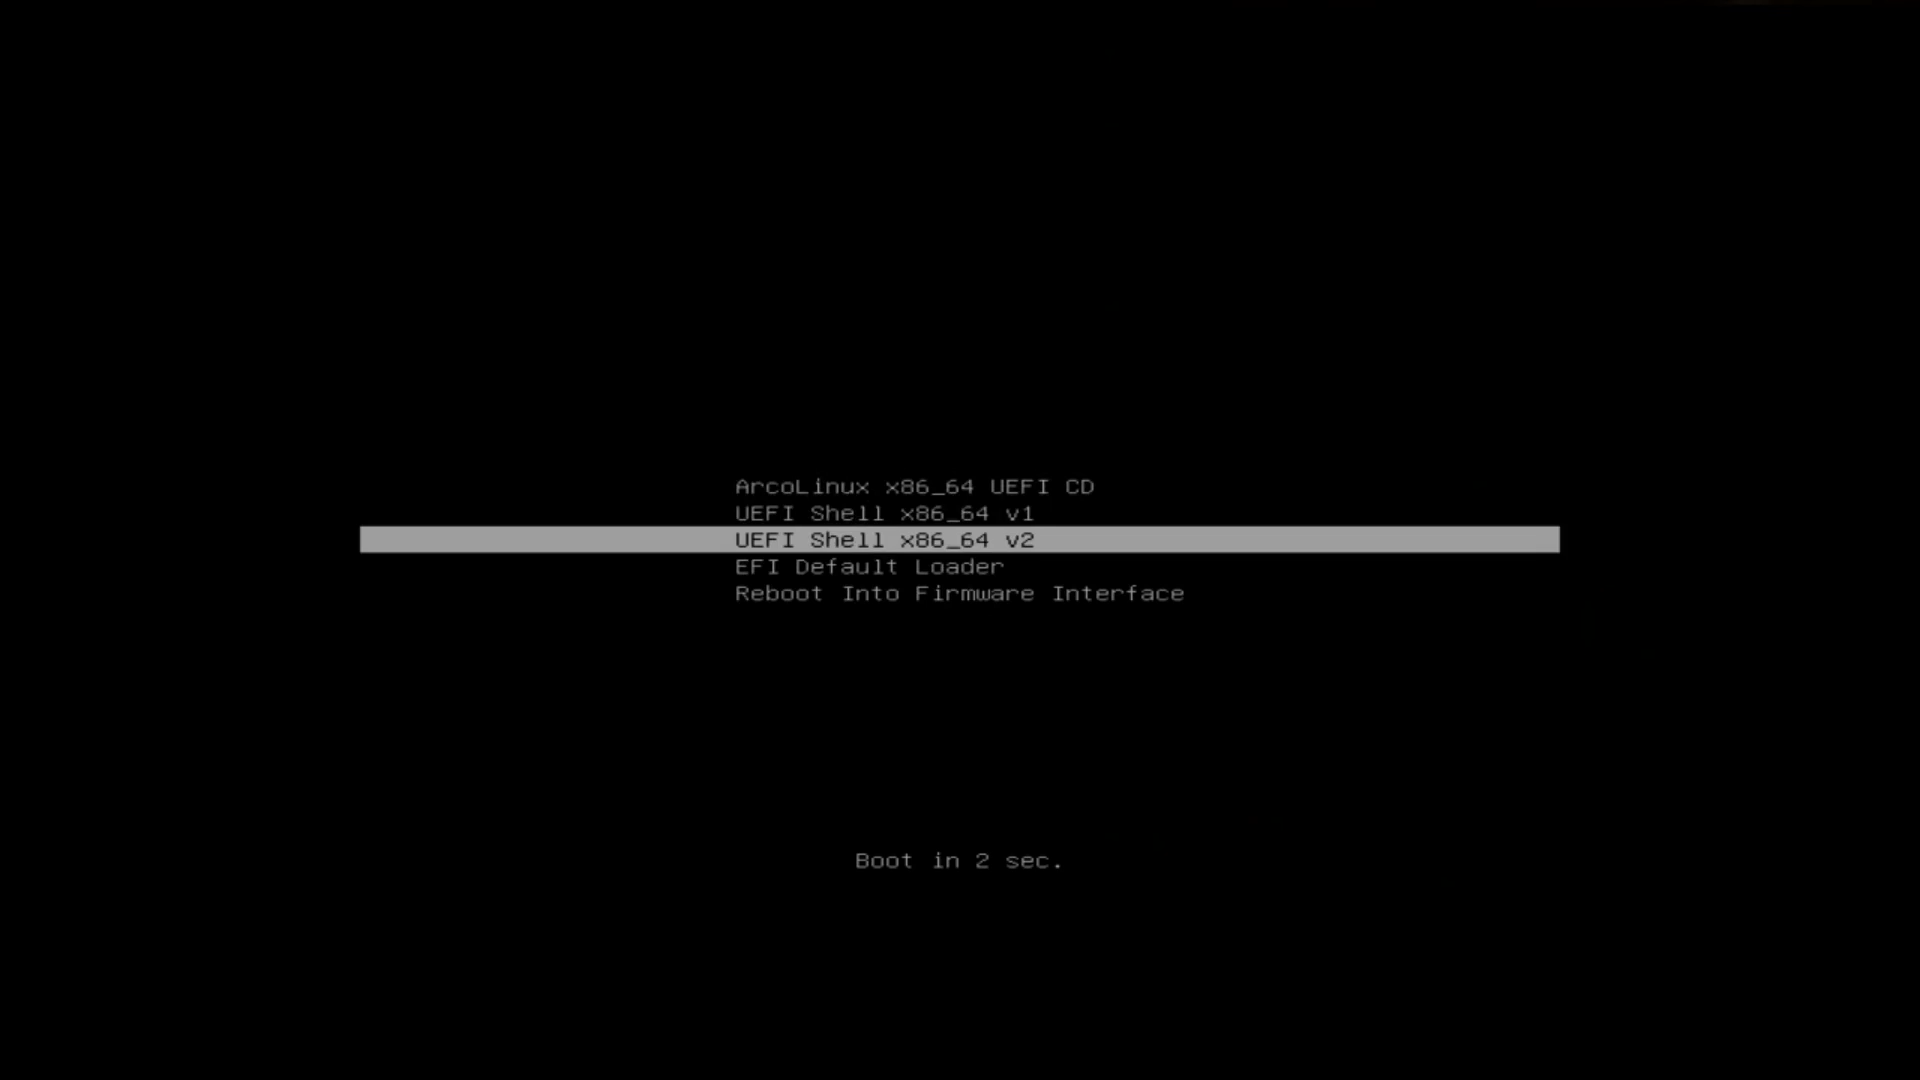 ArcoLinux x86_64 UEFI CD
UEFI Shell x86_64 v1
UEFI Shell x86_64 v2
EFI Default Loader
Reboot Into Firmware Interface
Boot in 2 sec.